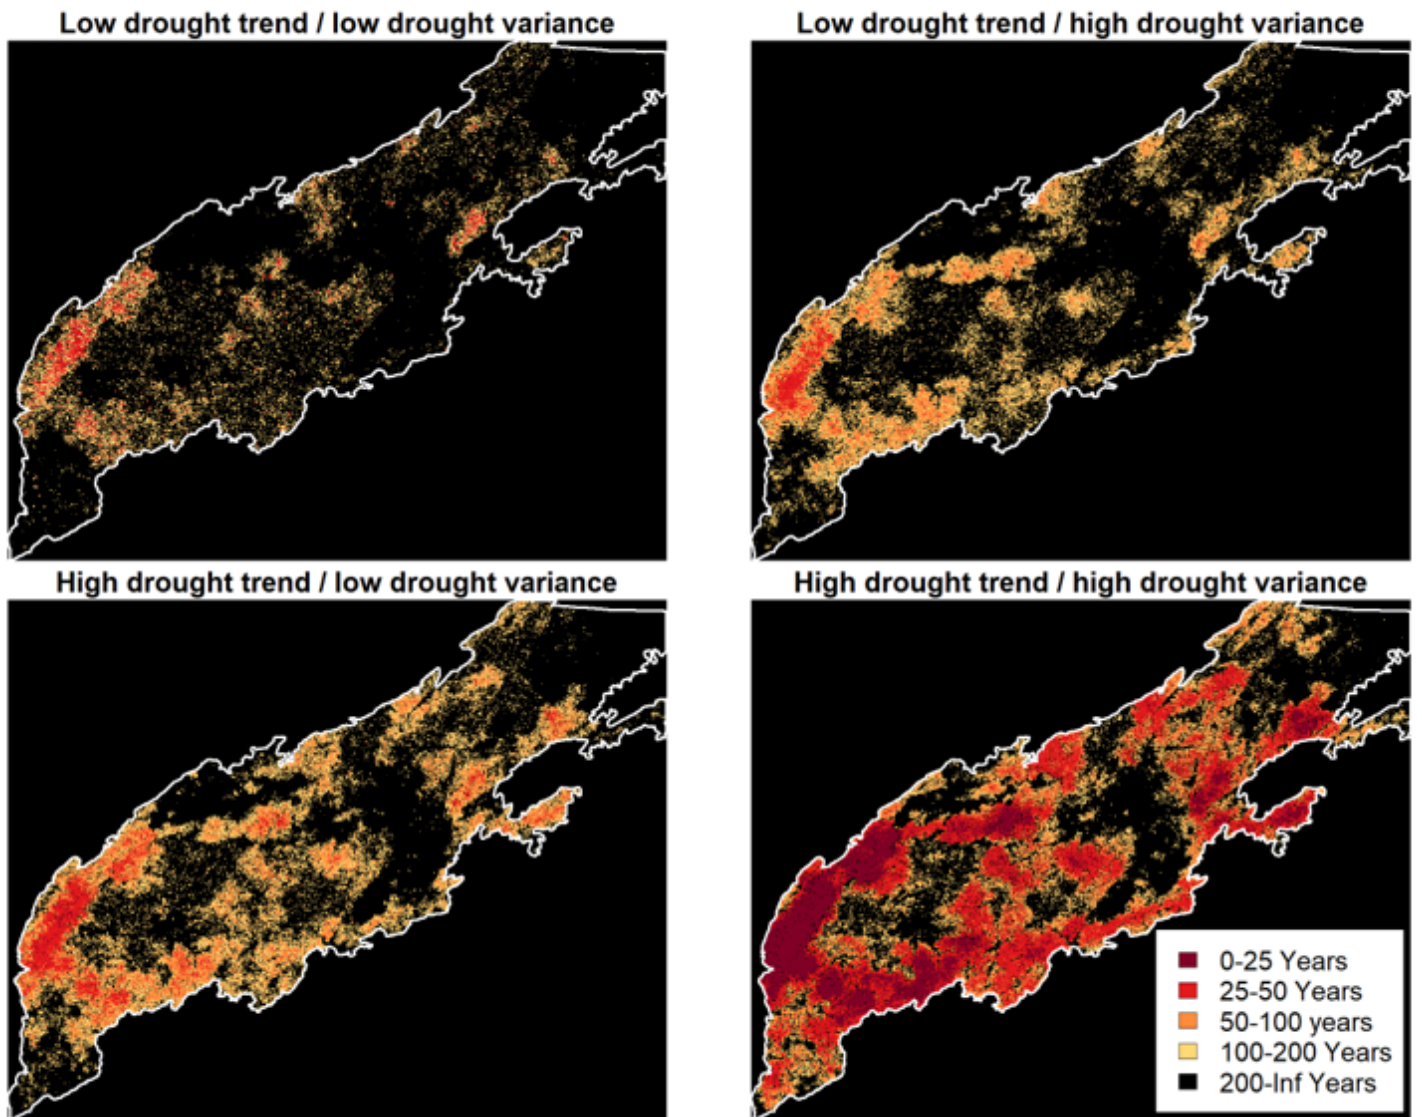 Low drought trend / low drought variance
Low drought trend / high drought variance
High drought trend / low drought variance
High drought trend / high drought variance
0-25 Years
25-50 Years
50-100 years
100-200 Years
200-Inf Years